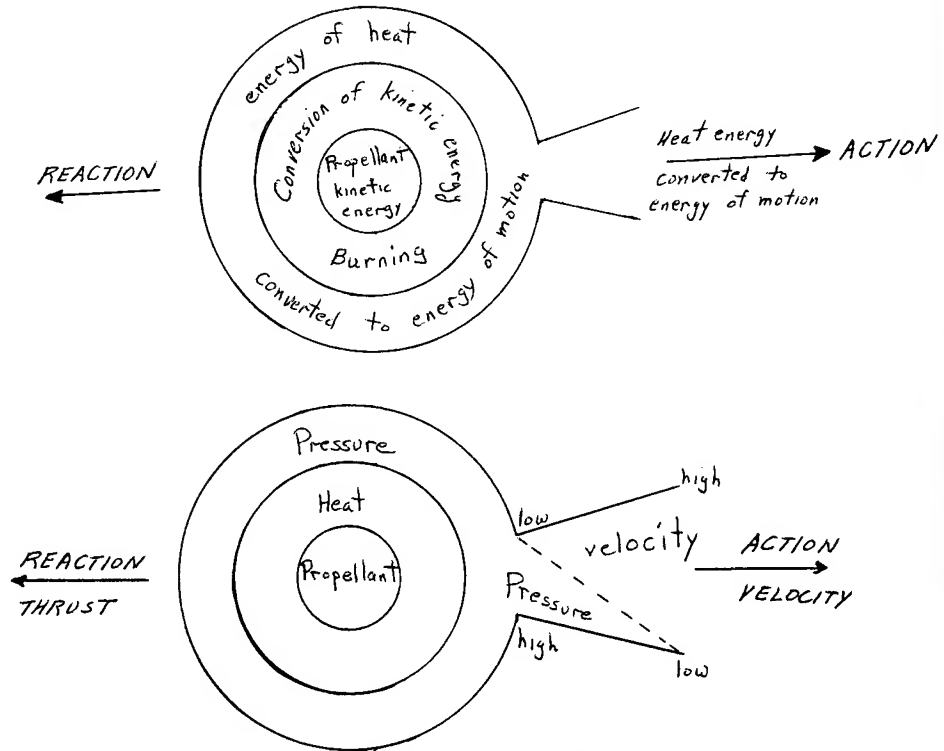 energy of heat
Conversion of kinetic energy
Propellant
kinetic
energy
Burning
converted to energy of motion
REACTION
Heat energy
converted to
energy of motion
ACTION
Pressure
Heat
Propellant
REACTION
THRUST
low
high
velocity
Pressure
high
low
ACTION
VELOCITY